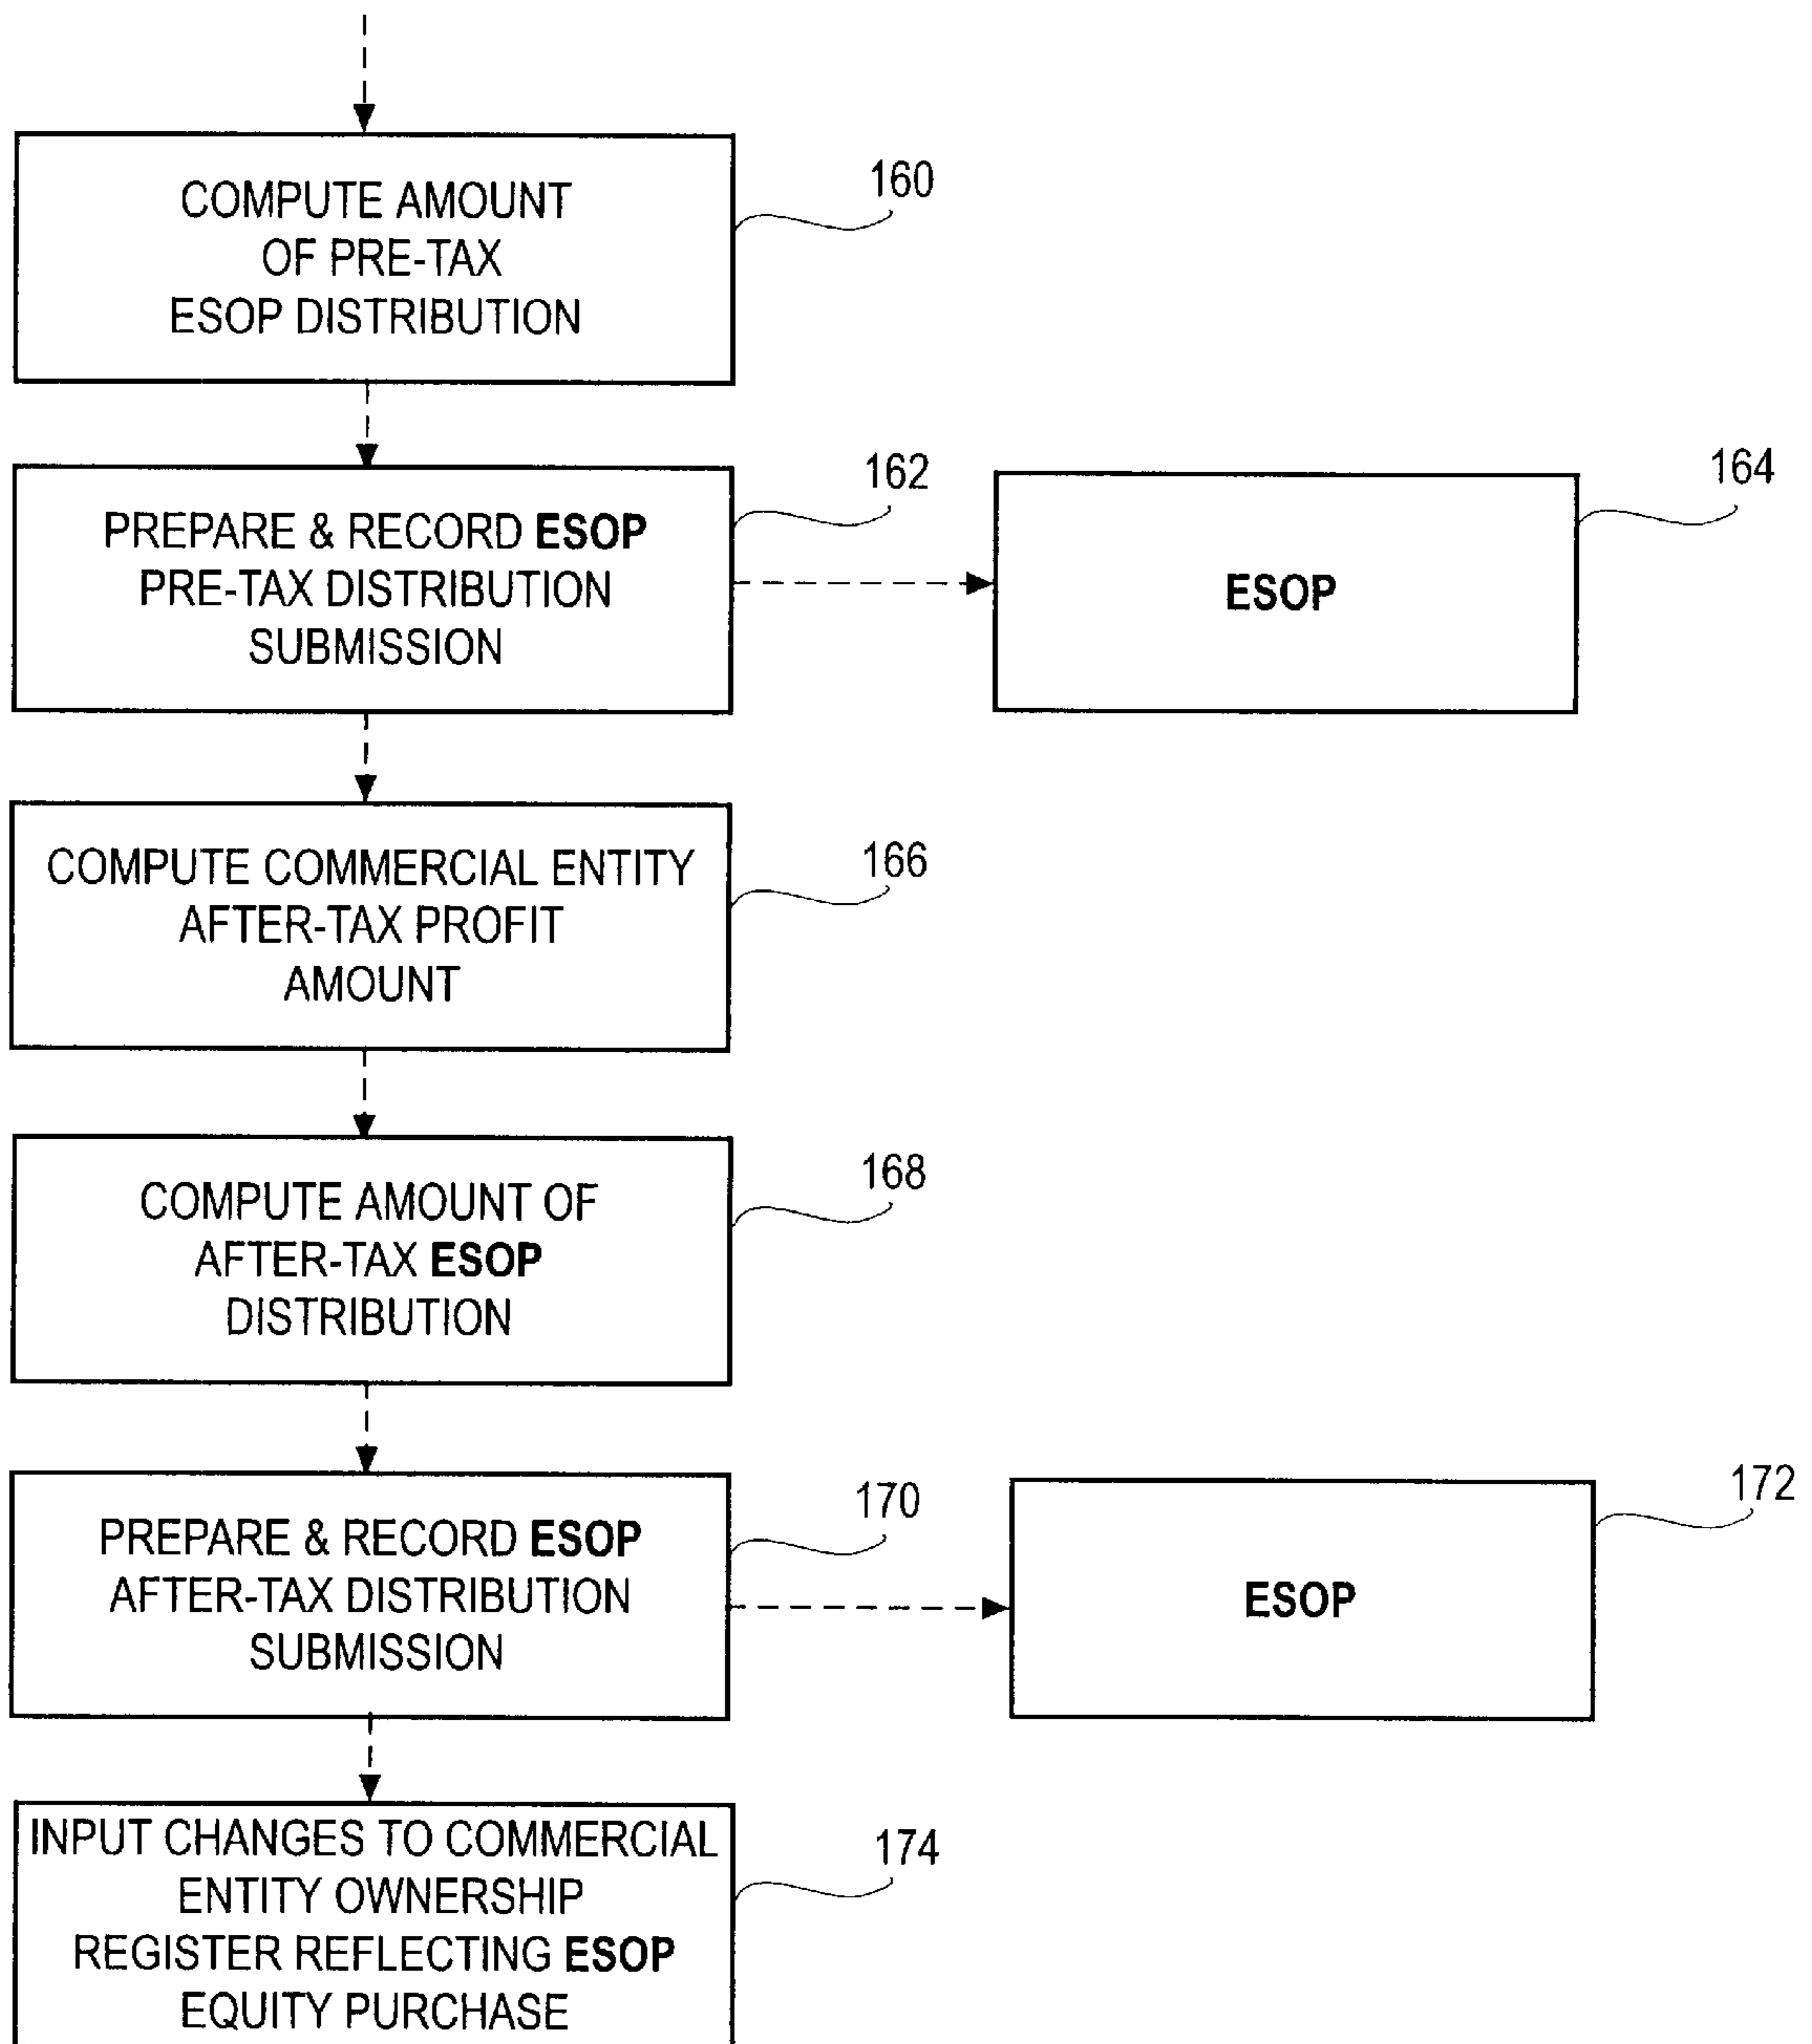 COMPUTE AMOUNT
OF PRE-TAX
ESOP DISTRIBUTION
160
PREPARE & RECORD ESOP
PRE-TAX DISTRIBUTION
SUBMISSION
162
ESOP
164
COMPUTE COMMERCIAL ENTITY
AFTER-TAX PROFIT
AMOUNT
166
COMPUTE AMOUNT OF
AFTER-TAX ESOP
DISTRIBUTION
168
PREPARE & RECORD ESOP
AFTER-TAX DISTRIBUTION
SUBMISSION
170
ESOP
172
INPUT CHANGES TO COMMERCIAL
ENTITY OWNERSHIP
REGISTER REFLECTING ESOP
EQUITY PURCHASE
174